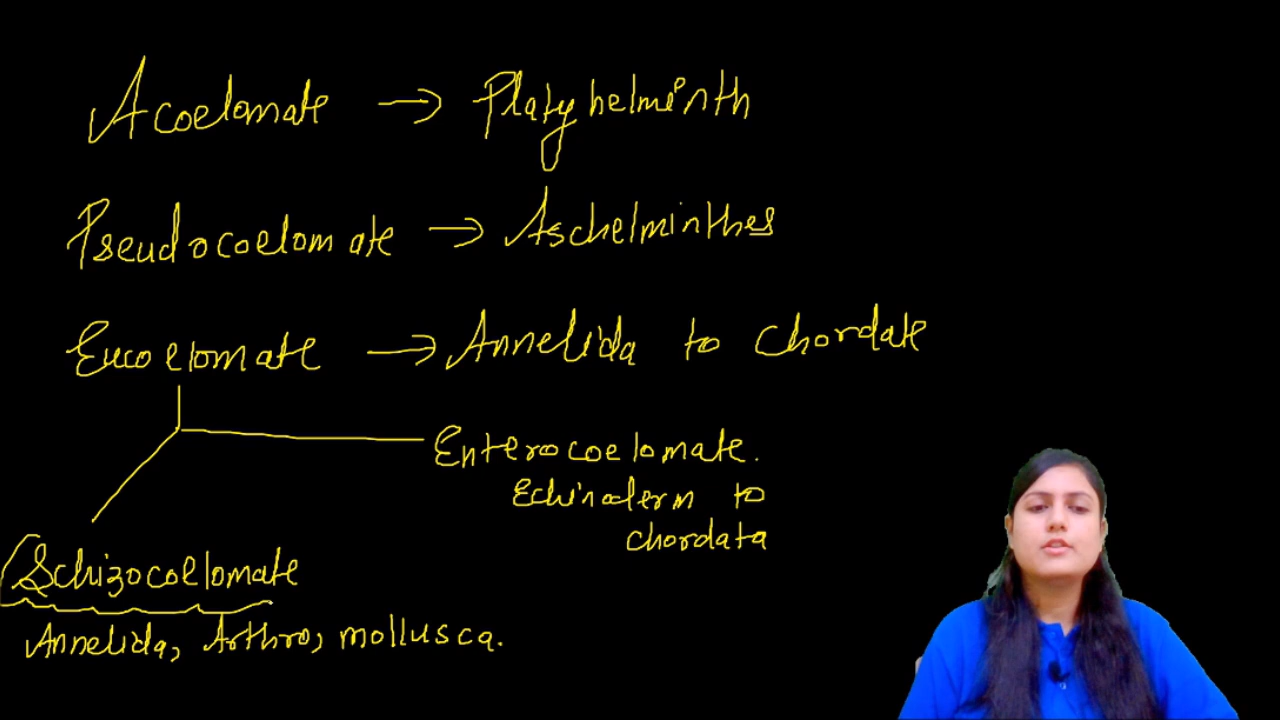 Acoelomate → Platyhelminth
Pseudocoelomate → Aschelminthes
Eucoelomate → Annelida to Chordate
Enterocoelomate.
Echinoderm to
chordata
Schizocoelomate
Annelida, Arthro, mollusca.